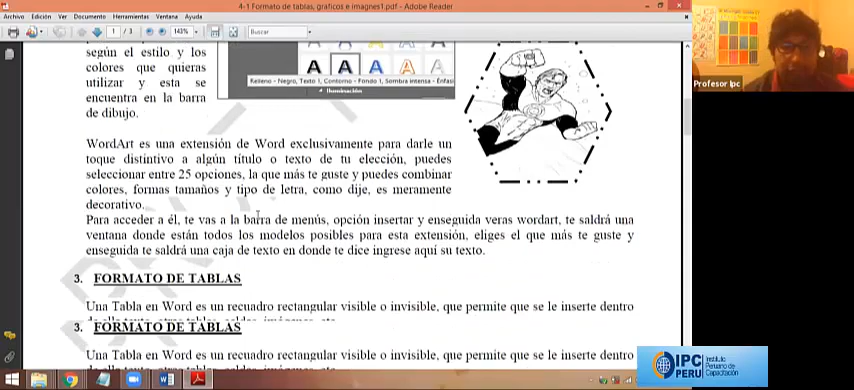 4-1 Formato de tablas, graficos e imagnes1.pdf - Adobe Reader
Archivo Edición Ver Documento Herramientas Ventana Ayuda
1 / 3 143% Buscar
según el estilo y los
colores que quieras
utilizar y esta se
encuentra en la barra
de dibujo.
A A A A A
Relleno - Negro, Texto 1, Contorno - Fondo 1, Sombra intensa - Énfasi
Iluminación
Profesor Ipc
WordArt es una extensión de Word exclusivamente para darle un
toque distintivo a algún título o texto de tu elección, puedes
seleccionar entre 25 opciones, la que más te guste y puedes combinar
colores, formas tamaños y tipo de letra, como dije, es meramente
decorativo.
Para acceder a él, te vas a la barra de menús, opción insertar y enseguida veras wordart, te saldrá una
ventana donde están todos los modelos posibles para esta extensión, eliges el que más te guste y
enseguida te saldrá una caja de texto en donde te dice ingrese aquí su texto.
3. FORMATO DE TABLAS
Una Tabla en Word es un recuadro rectangular visible o invisible, que permite que se le inserte dentro
3. FORMATO DE TABLAS
Una Tabla en Word es un recuadro rectangular visible o invisible, que permite que se le inserte dentro
IPC PERU
Instituto
Peruano de
Capacitación